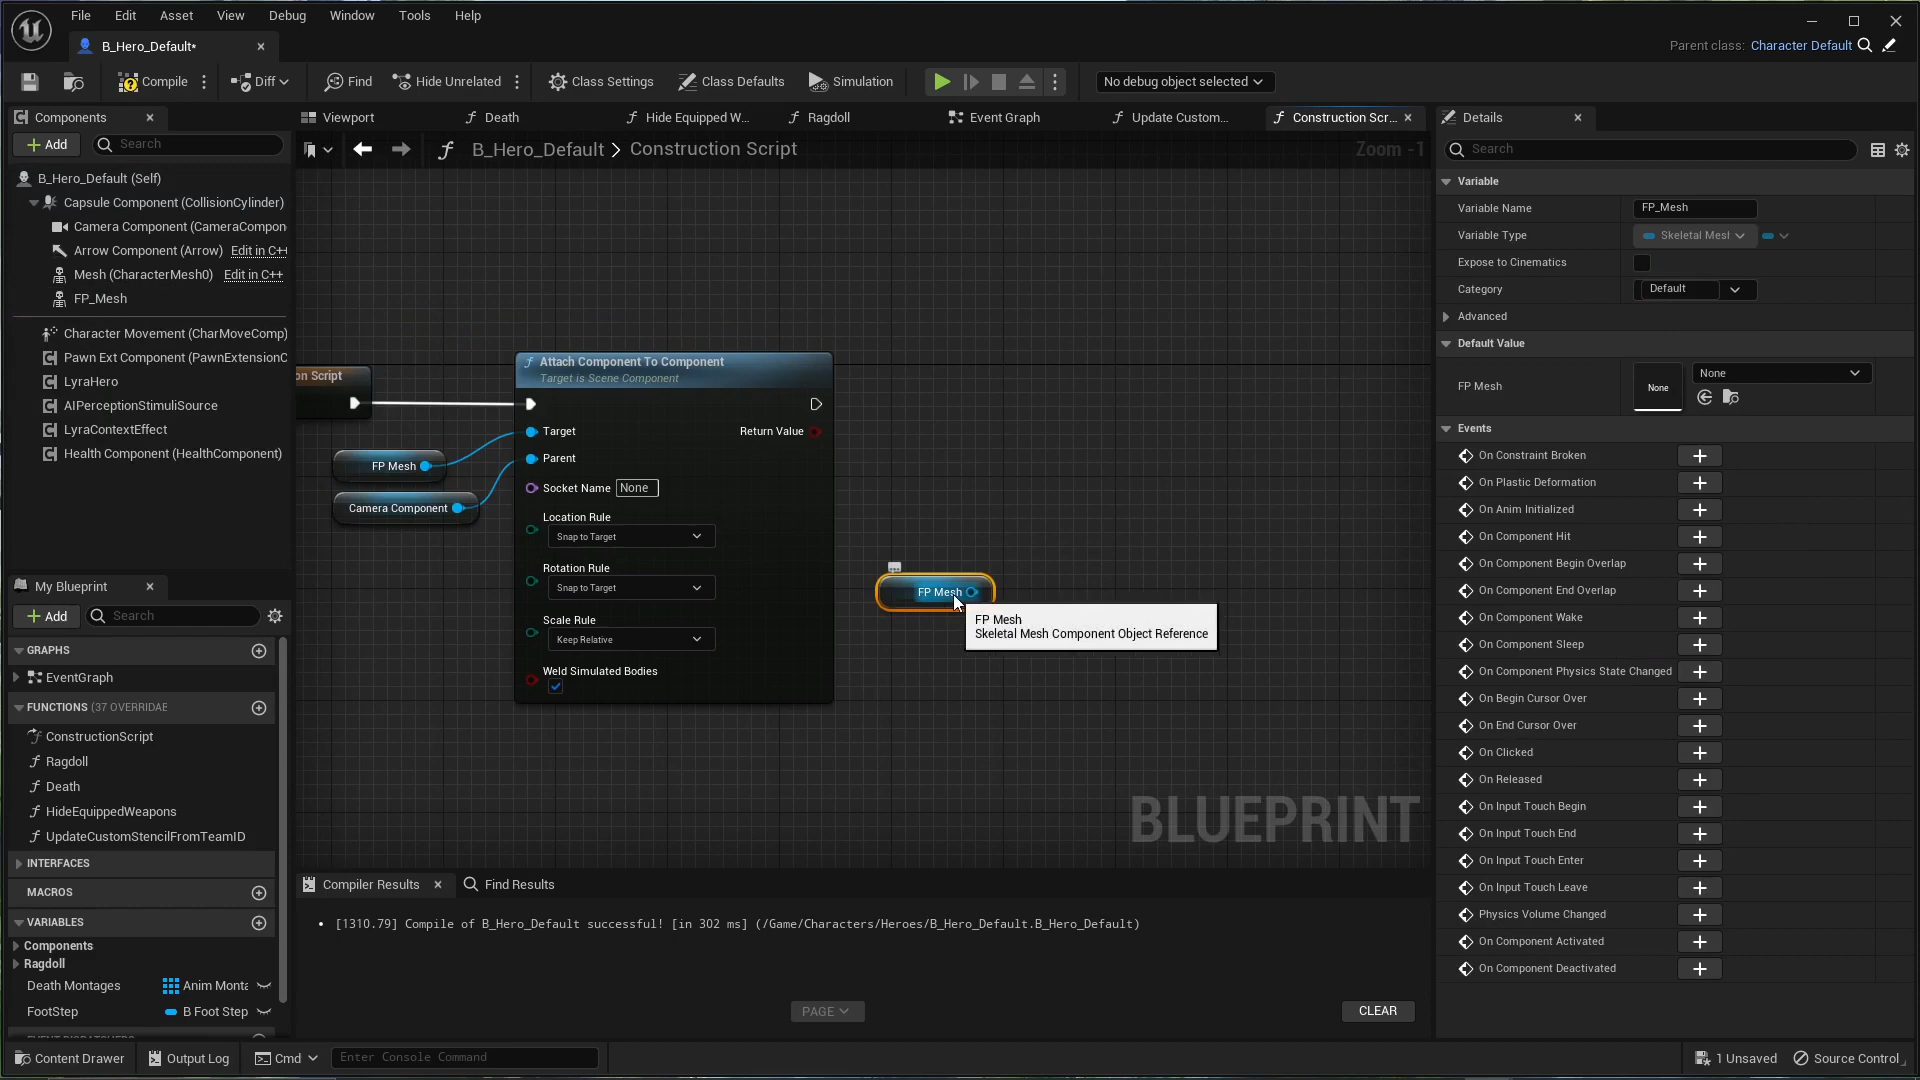 File Edit Asset View Debug Window Tools Help
B_Hero_Default*
Parent class: Character Default
Compile Diff Find Hide Unrelated Class Settings Class Defaults Simulation No debug object selected
Components
Viewport Death Hide Equipped W... Ragdoll Event Graph Update Custom... Construction Scr...
Details
Add Search
B_Hero_Default > Construction Script
Zoom -1
Search
B_Hero_Default (Self)
Capsule Component (CollisionCylinder)
Camera Component (CameraCompon
Arrow Component (Arrow) Edit in C++
Mesh (CharacterMesh0) Edit in C++
FP_Mesh
Character Movement (CharMoveComp)
Pawn Ext Component (PawnExtensionC
LyraHero
AIPerceptionStimuliSource
LyraContextEffect
Health Component (HealthComponent)
My Blueprint
Add Search
GRAPHS
EventGraph
FUNCTIONS (37 OVERRIDAE
ConstructionScript
Ragdoll
Death
HideEquippedWeapons
UpdateCustomStencilFromTeamID
INTERFACES
MACROS
VARIABLES
Components
Ragdoll
Death Montages Anim Monta
FootStep B Foot Step
EVENT DISPATCHERS
on Script
Attach Component To Component
Target is Scene Component
Target
Return Value
Parent
Socket Name None
Location Rule
Snap to Target
Rotation Rule
Snap to Target
Scale Rule
Keep Relative
Weld Simulated Bodies
FP Mesh
Camera Component
FP Mesh
FP Mesh
Skeletal Mesh Component Object Reference
BLUEPRINT
Compiler Results Find Results
• [1310.79] Compile of B_Hero_Default successful! [in 302 ms] (/Game/Characters/Heroes/B_Hero_Default.B_Hero_Default)
PAGE
CLEAR
Variable
Variable Name FP_Mesh
Variable Type Skeletal Mesl
Expose to Cinematics
Category Default
Advanced
Default Value
FP Mesh None None
Events
On Constraint Broken
On Plastic Deformation
On Anim Initialized
On Component Hit
On Component Begin Overlap
On Component End Overlap
On Component Wake
On Component Sleep
On Component Physics State Changed
On Begin Cursor Over
On End Cursor Over
On Clicked
On Released
On Input Touch Begin
On Input Touch End
On Input Touch Enter
On Input Touch Leave
Physics Volume Changed
On Component Activated
On Component Deactivated
Content Drawer Output Log Cmd Enter Console Command
1 Unsaved Source Control